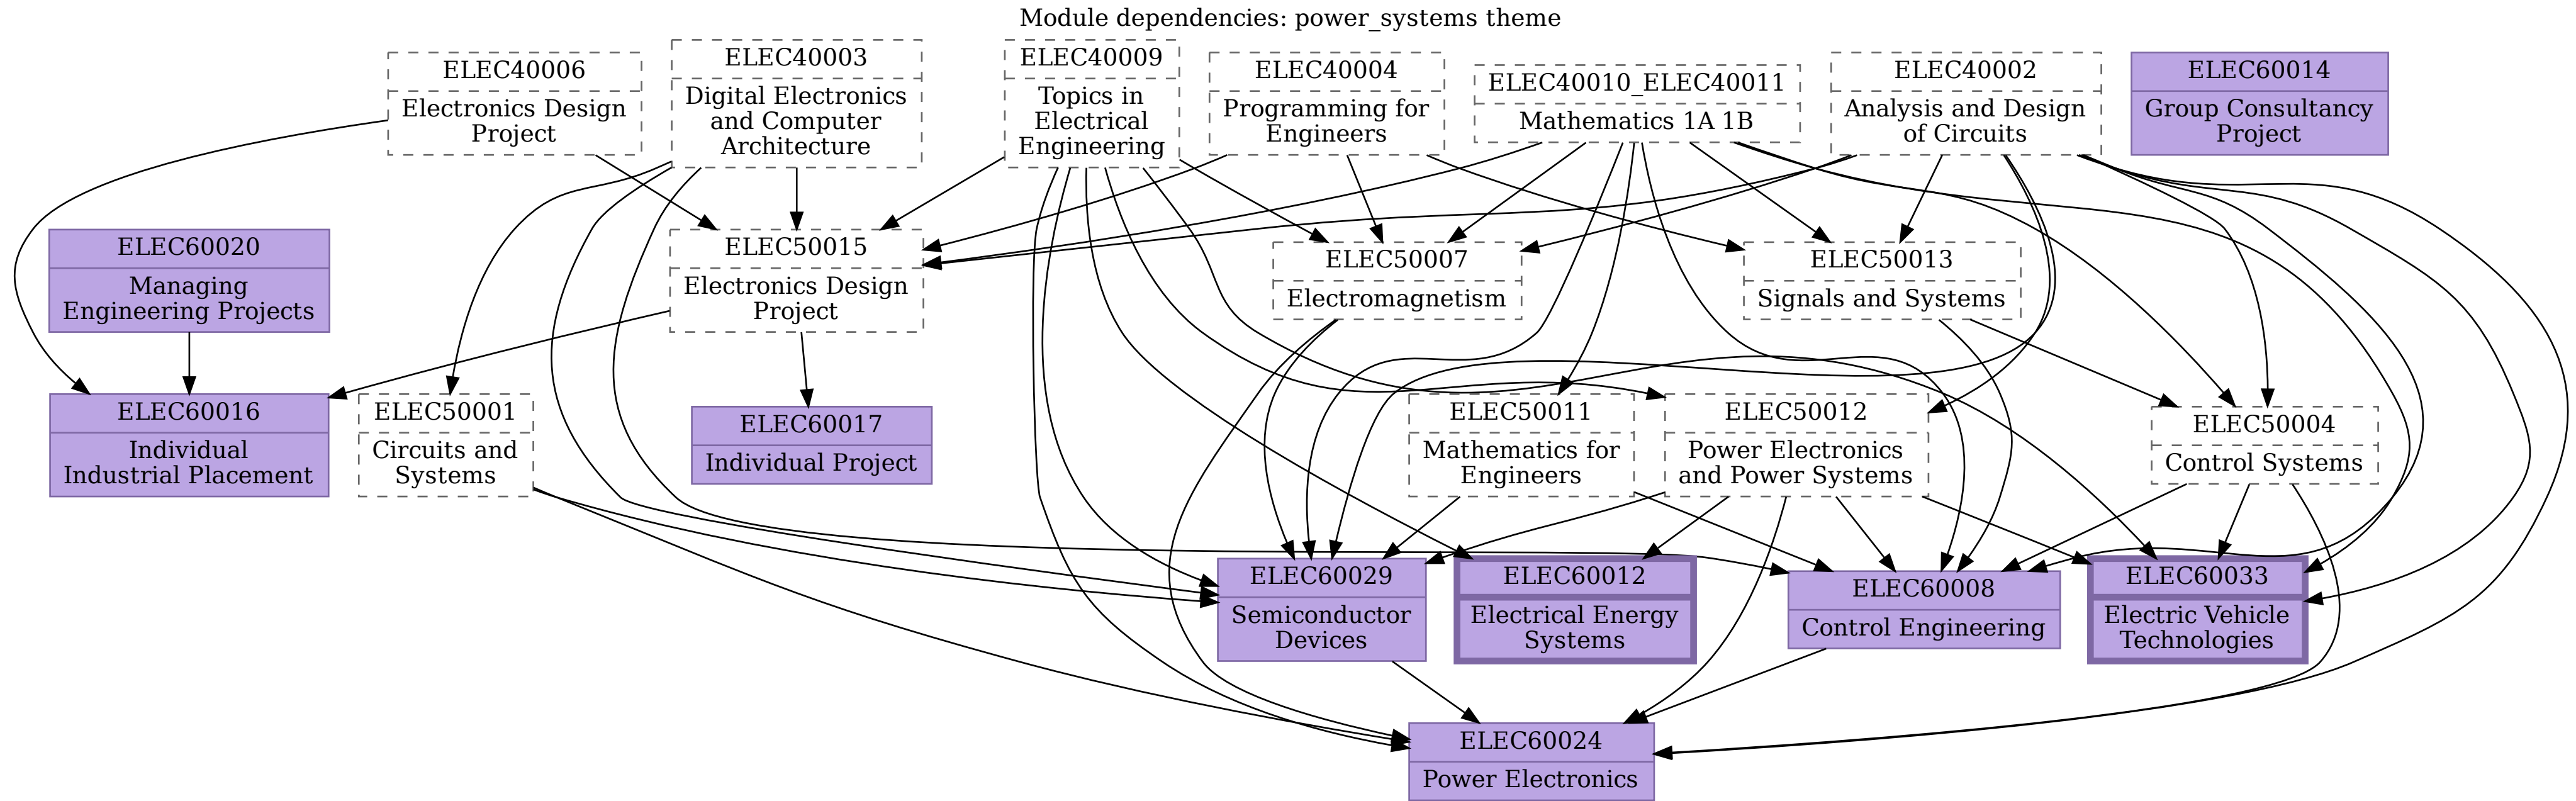 Module dependencies: power_systems theme
ELEC40006
Electronics Design
Project
ELEC40003
Digital Electronics
and Computer
Architecture
ELEC40009
Topics in
Electrical
Engineering
ELEC40004
Programming for
Engineers
ELEC40010_ELEC40011
Mathematics 1A 1B
ELEC40002
Analysis and Design
of Circuits
ELEC60014
Group Consultancy
Project
ELEC60020
Managing
Engineering Projects
ELEC50015
Electronics Design
Project
ELEC50007
Electromagnetism
ELEC50013
Signals and Systems
ELEC60016
Individual
Industrial Placement
ELEC50001
Circuits and
Systems
ELEC60017
Individual Project
ELEC50011
Mathematics for
Engineers
ELEC50012
Power Electronics
and Power Systems
ELEC50004
Control Systems
ELEC60029
Semiconductor
Devices
ELEC60012
Electrical Energy
Systems
ELEC60008
Control Engineering
ELEC60033
Electric Vehicle
Technologies
ELEC60024
Power Electronics